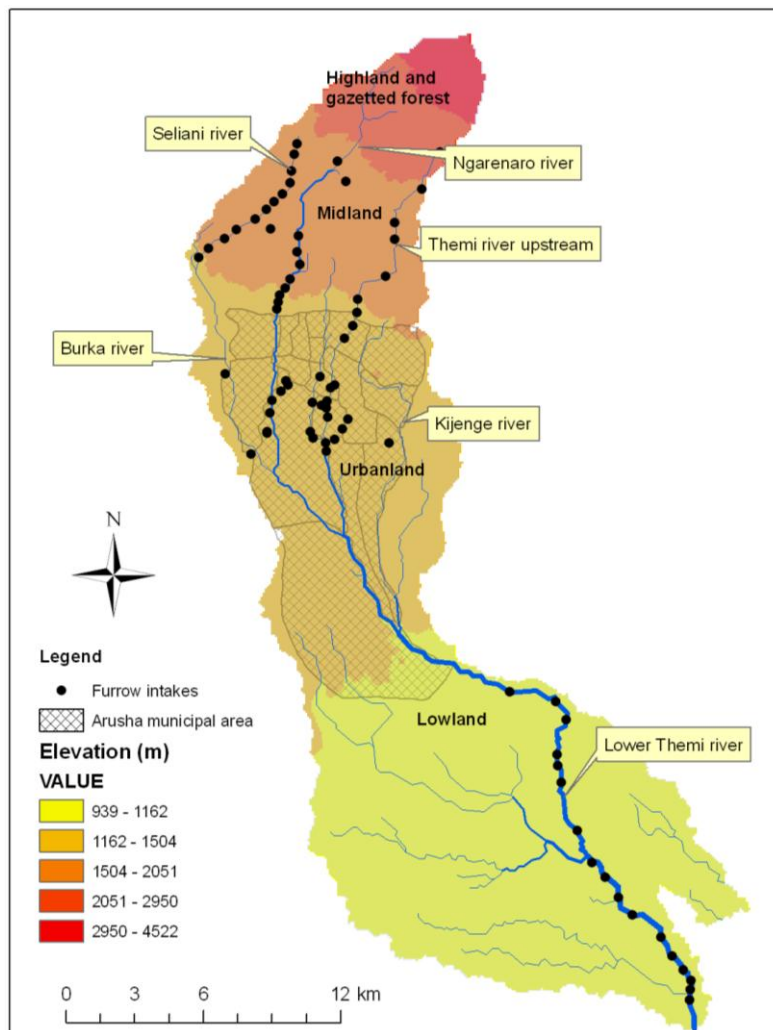 Highland and
gazetted forest
Seliani river
Ngarenaro river
Midland
Themi river upstream
Burka river
Kijenge river
Urbanland
N
Legend
Furrow intakes
Arusha municipal area
Lowland
Lower Themi river
Elevation (m)
VALUE
939 - 1162
1162 - 1504
1504 - 2051
2051 - 2950
2950 - 4522
0 3 6 12 km